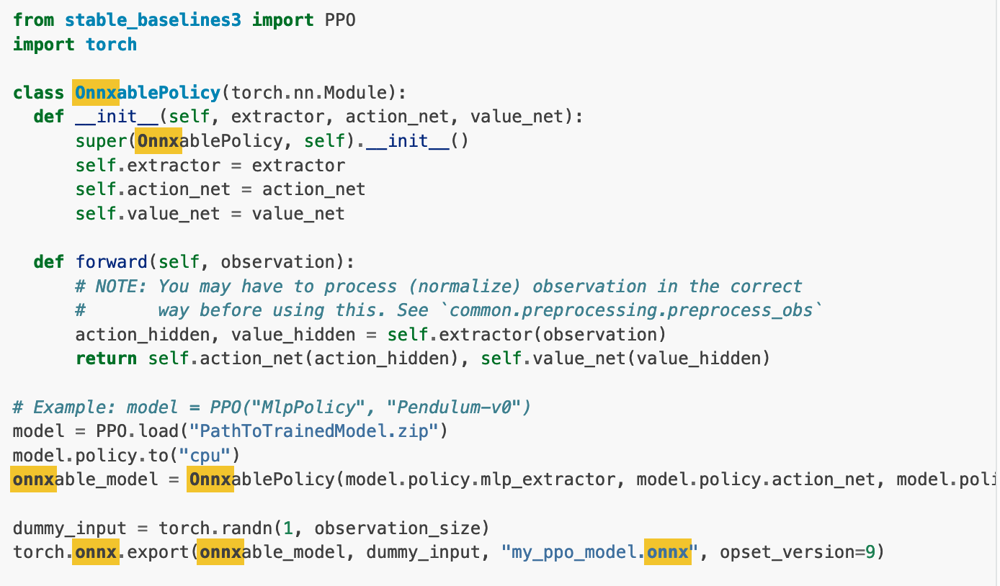 from stable_baselines3 import PPO
import torch

class OnnxablePolicy(torch.nn.Module):
  def __init__(self, extractor, action_net, value_net):
      super(OnnxablePolicy, self).__init__()
      self.extractor = extractor
      self.action_net = action_net
      self.value_net = value_net

  def forward(self, observation):
      # NOTE: You may have to process (normalize) observation in the correct
      #       way before using this. See `common.preprocessing.preprocess_obs`
      action_hidden, value_hidden = self.extractor(observation)
      return self.action_net(action_hidden), self.value_net(value_hidden)

# Example: model = PPO("MlpPolicy", "Pendulum-v0")
model = PPO.load("PathToTrainedModel.zip")
model.policy.to("cpu")
onnxable_model = OnnxablePolicy(model.policy.mlp_extractor, model.policy.action_net, model.poli

dummy_input = torch.randn(1, observation_size)
torch.onnx.export(onnxable_model, dummy_input, "my_ppo_model.onnx", opset_version=9)